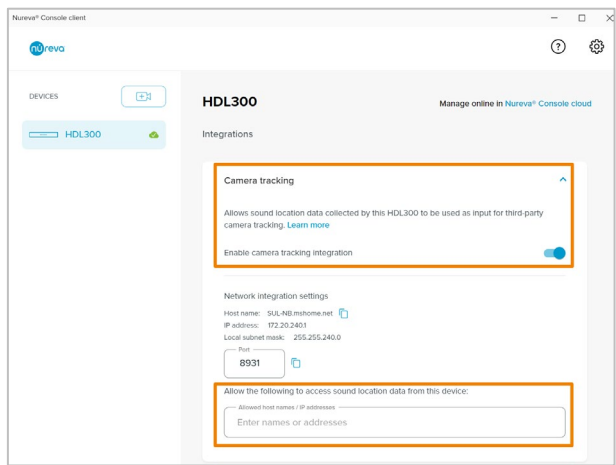 Nureva® Console client
nureva
DEVICES
HDL300
HDL300
Manage online in Nureva® Console cloud
Integrations
Camera tracking
Allows sound location data collected by this HDL300 to be used as input for third-party
camera tracking. Learn more
Enable camera tracking integration
Network integration settings
Host name: SUL-NB.mshome.net
IP address: 172.20.240.1
Local subnet mask: 255.255.240.0
Port
8931
Allow the following to access sound location data from this device:
Allowed host names / IP addresses
Enter names or addresses